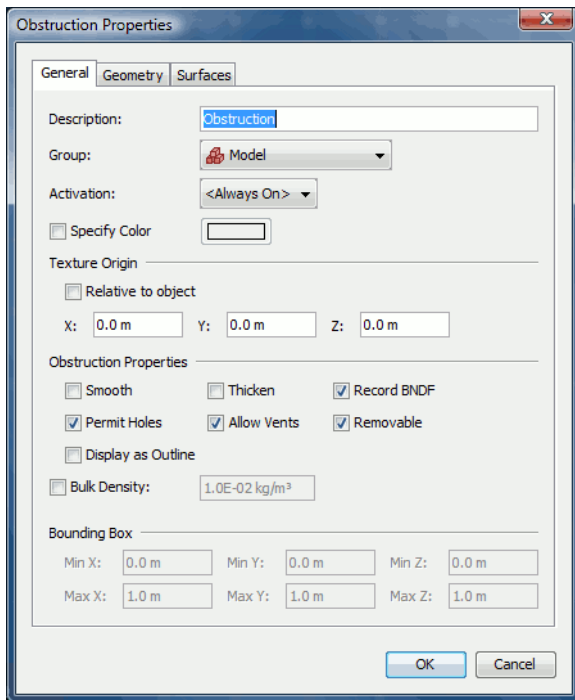 Obstruction Properties
General Geometry Surfaces
Description: Obstruction
Group: Model
Activation: <Always On>
Specify Color
Texture Origin
Relative to object
X: 0.0 m Y: 0.0 m Z: 0.0 m
Obstruction Properties
Smooth Thicken Record BNDF
Permit Holes Allow Vents Removable
Display as Outline
Bulk Density: 1.0E-02 kg/m³
Bounding Box
Min X: 0.0 m Min Y: 0.0 m Min Z: 0.0 m
Max X: 1.0 m Max Y: 1.0 m Max Z: 1.0 m
OK Cancel